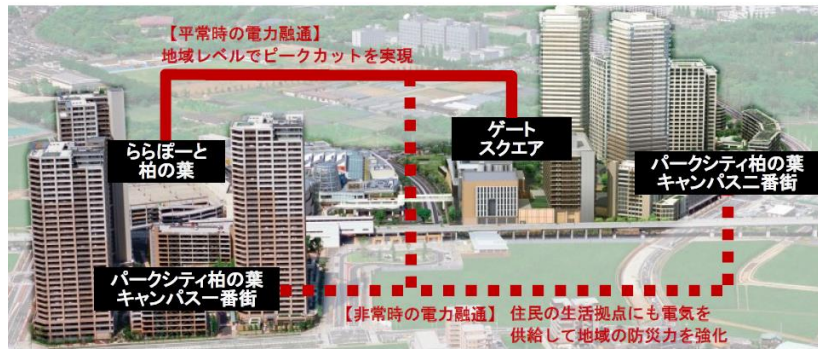 【平常時の電力融通】
地域レベルでピークカットを実現
ららぽーと
柏の葉
ゲート
スクエア
パークシティ柏の葉
キャンパス二番街
パークシティ柏の葉
キャンパス一番街
【非常時の電力融通】 住民の生活拠点にも電気を
供給して地域の防災力を強化